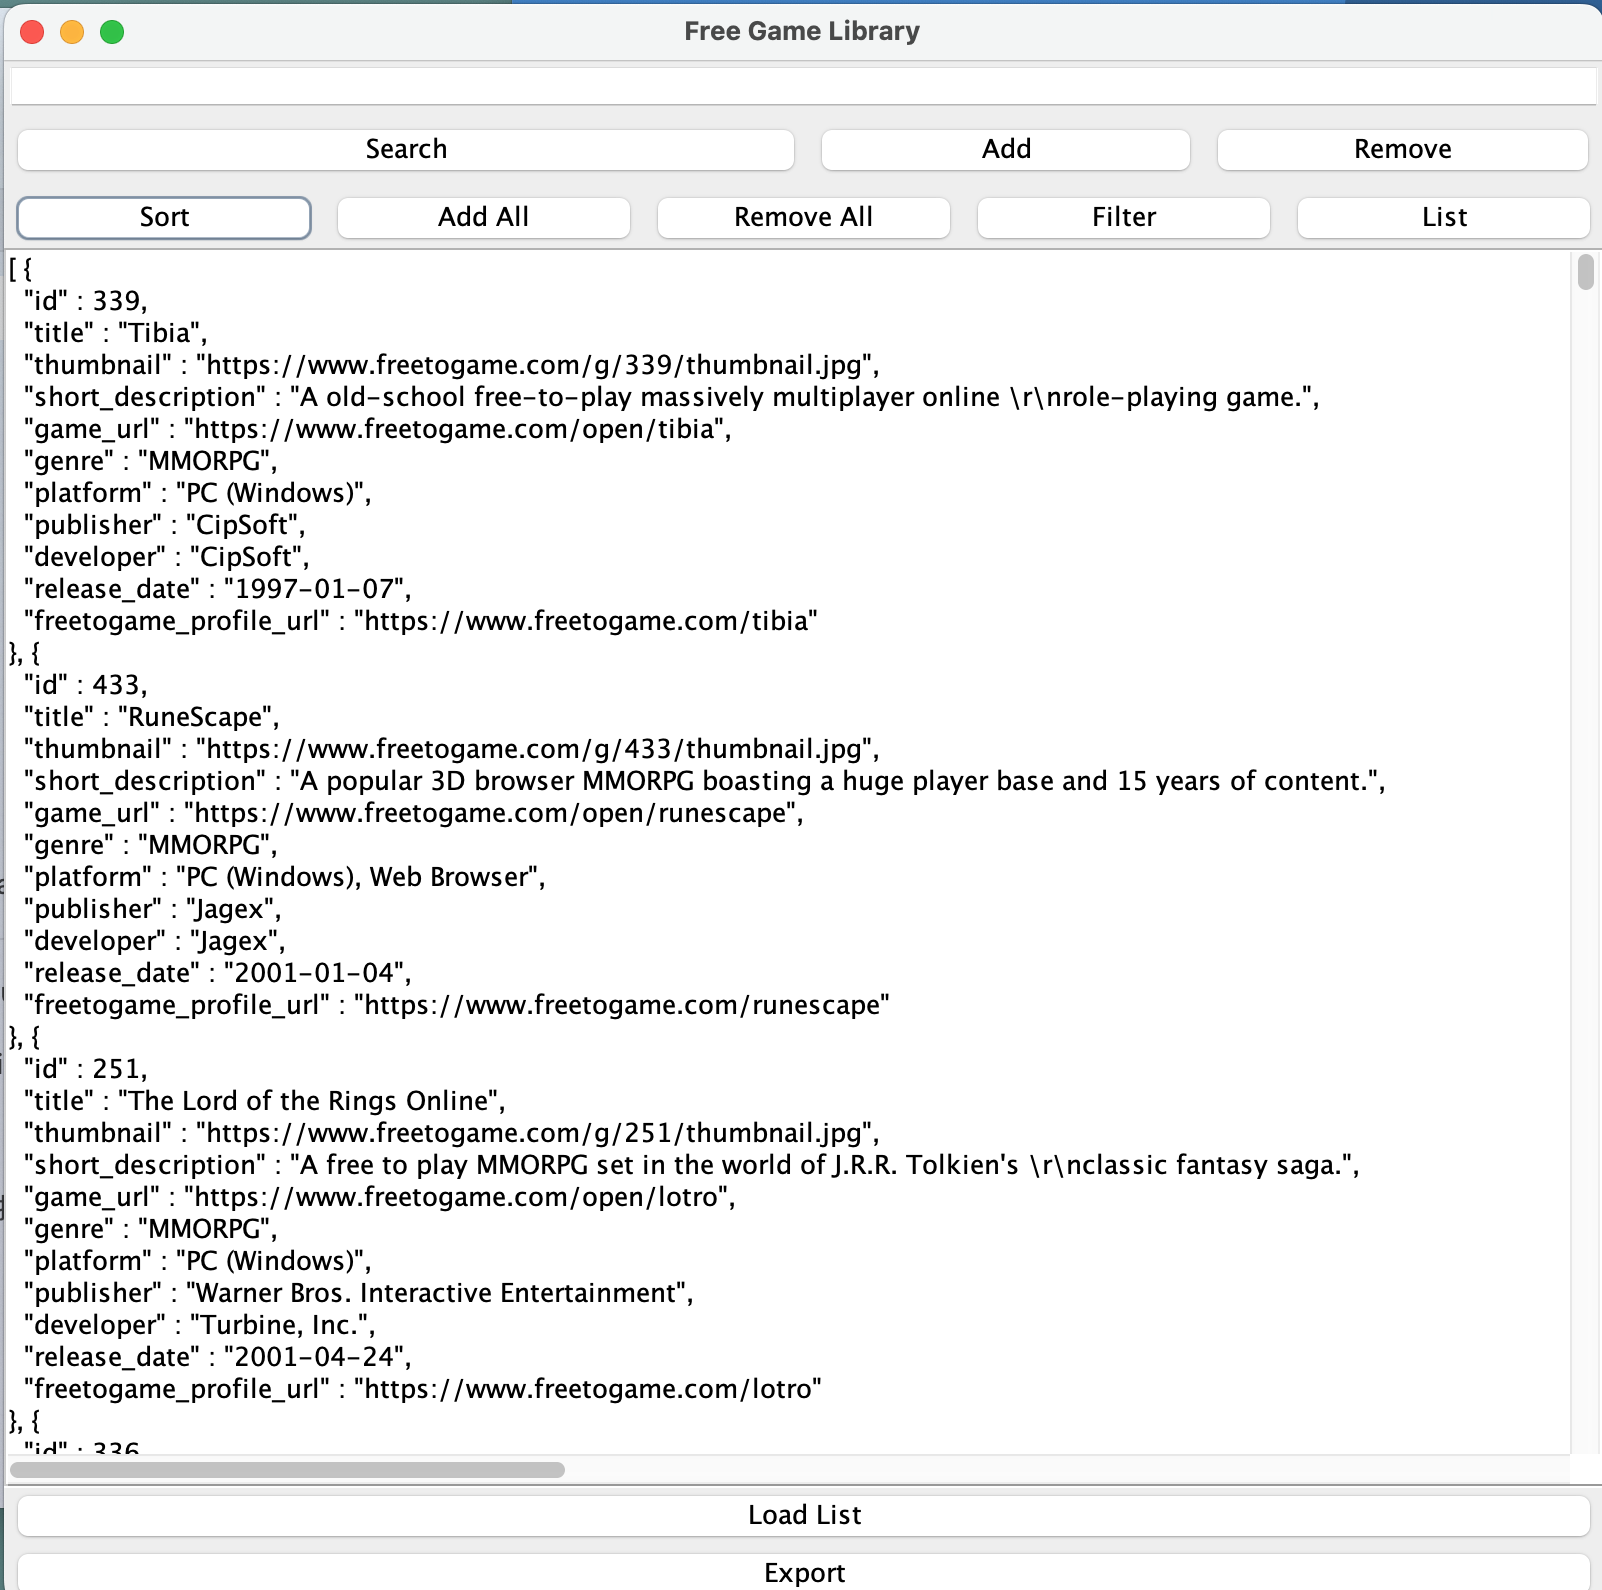 Free Game Library
Search Add Remove
Sort Add All Remove All Filter List
[ {
"id" : 339,
"title" : "Tibia",
"thumbnail" : "https://www.freetogame.com/g/339/thumbnail.jpg",
"short_description" : "A old-school free-to-play massively multiplayer online \r\nrole-playing game.",
"game_url" : "https://www.freetogame.com/open/tibia",
"genre" : "MMORPG",
"platform" : "PC (Windows)",
"publisher" : "CipSoft",
"developer" : "CipSoft",
"release_date" : "1997-01-07",
"freetogame_profile_url" : "https://www.freetogame.com/tibia"
}, {
"id" : 433,
"title" : "RuneScape",
"thumbnail" : "https://www.freetogame.com/g/433/thumbnail.jpg",
"short_description" : "A popular 3D browser MMORPG boasting a huge player base and 15 years of content.",
"game_url" : "https://www.freetogame.com/open/runescape",
"genre" : "MMORPG",
"platform" : "PC (Windows), Web Browser",
"publisher" : "Jagex",
"developer" : "Jagex",
"release_date" : "2001-01-04",
"freetogame_profile_url" : "https://www.freetogame.com/runescape"
}, {
"id" : 251,
"title" : "The Lord of the Rings Online",
"thumbnail" : "https://www.freetogame.com/g/251/thumbnail.jpg",
"short_description" : "A free to play MMORPG set in the world of J.R.R. Tolkien's \r\nclassic fantasy saga.",
"game_url" : "https://www.freetogame.com/open/lotro",
"genre" : "MMORPG",
"platform" : "PC (Windows)",
"publisher" : "Warner Bros. Interactive Entertainment",
"developer" : "Turbine, Inc.",
"release_date" : "2001-04-24",
"freetogame_profile_url" : "https://www.freetogame.com/lotro"
}, {
"id" : 336,
Load List
Export